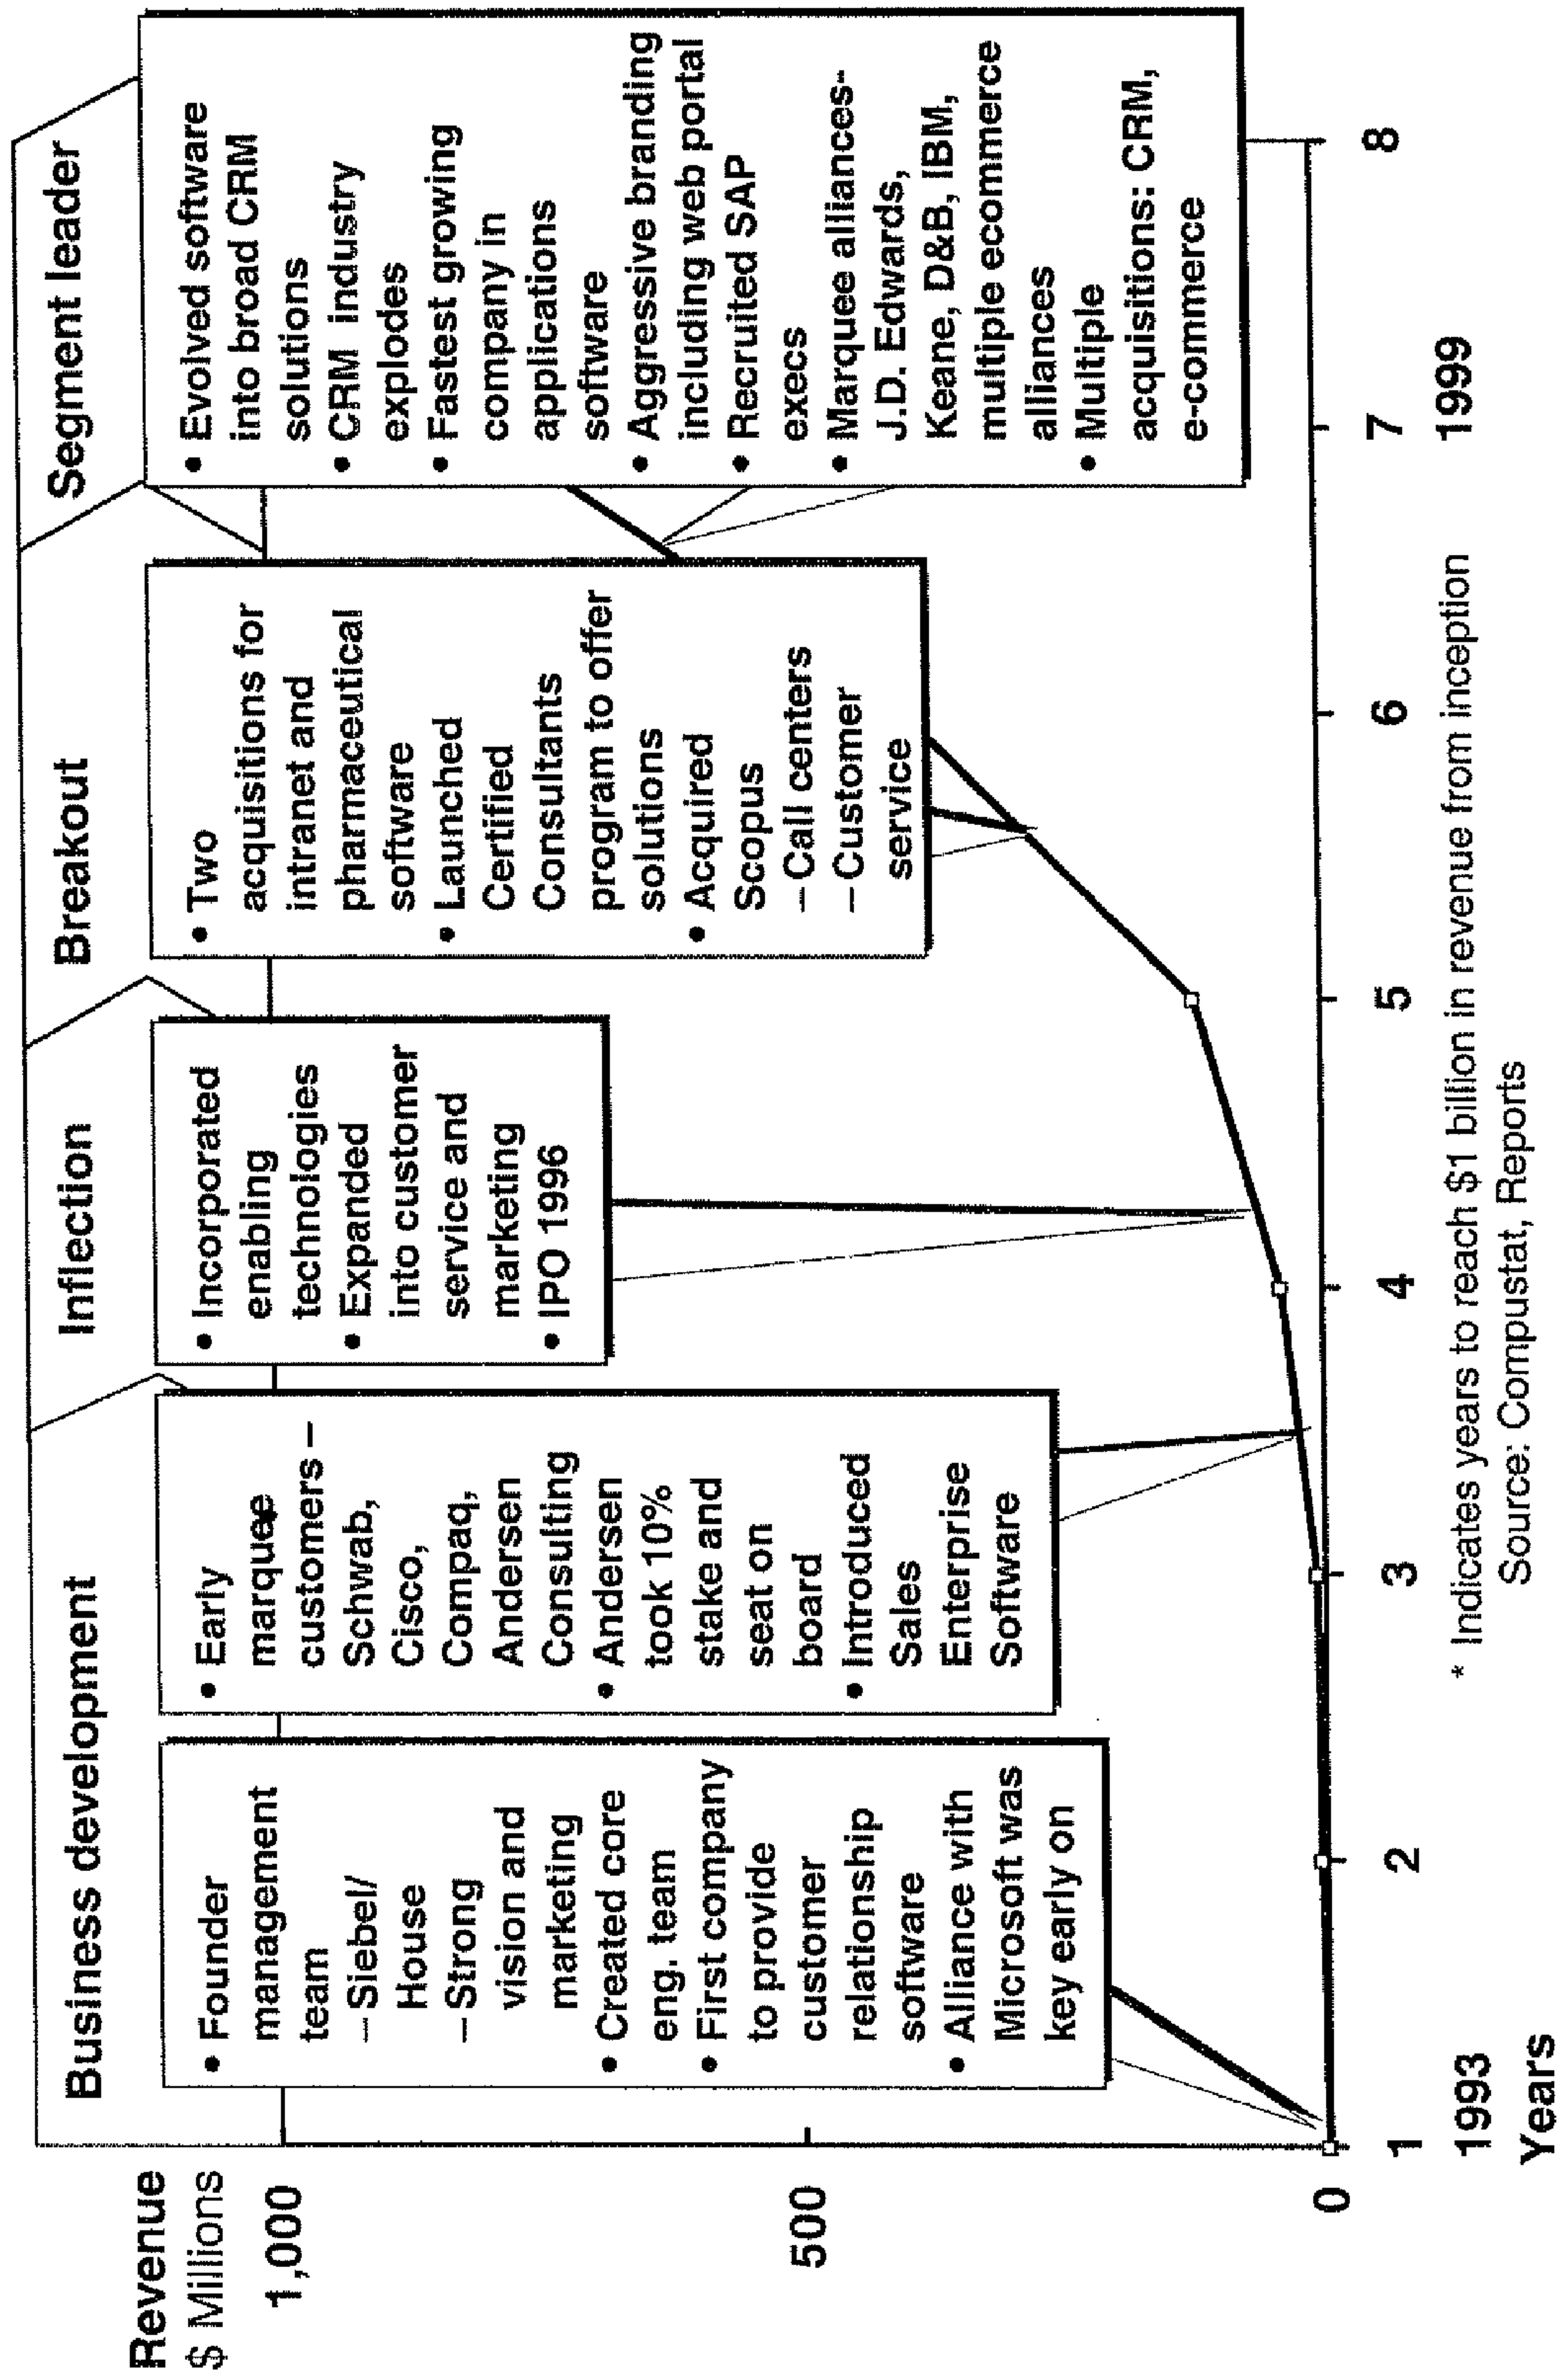 Revenue
$ Millions
1,000
500
0
Business development
Inflection
Breakout
Segment leader
• Founder
management
team
– Siebel/
House
– Strong
vision and
marketing
• Created core
eng. team
• First company
to provide
customer
relationship
software
• Alliance with
Microsoft was
key early on
• Early
marquee
customers –
Schwab,
Cisco,
Compaq,
Andersen
Consulting
• Andersen
took 10%
stake and
seat on
board
• Introduced
Sales
Enterprise
Software
• Incorporated
enabling
technologies
• Expanded
into customer
service and
marketing
• IPO 1996
• Two
acquisitions for
intranet and
pharmaceutical
software
• Launched
Certified
Consultants
program to offer
solutions
• Acquired
Scopus
– Call centers
– Customer
service
• Evolved software
into broad CRM
solutions
• CRM industry
explodes
• Fastest growing
company in
applications
software
• Aggressive branding
including web portal
• Recruited SAP
execs
• Marquee alliances-
J.D. Edwards,
Keane, D&B, IBM,
multiple ecommerce
alliances
• Multiple
acquisitions: CRM,
e-commerce
1 2 3 4 5 6 7 8
1993 1999
Years
* Indicates years to reach $1 billion in revenue from inception
Source: Compustat, Reports